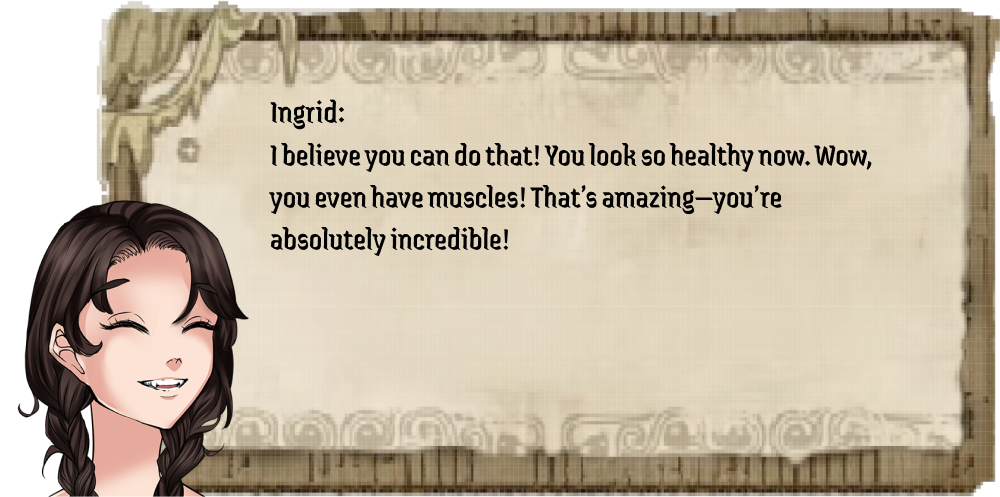 Ingrid:
I believe you can do that! You look so healthy now. Wow,
you even have muscles! That's amazing—you're
absolutely incredible!